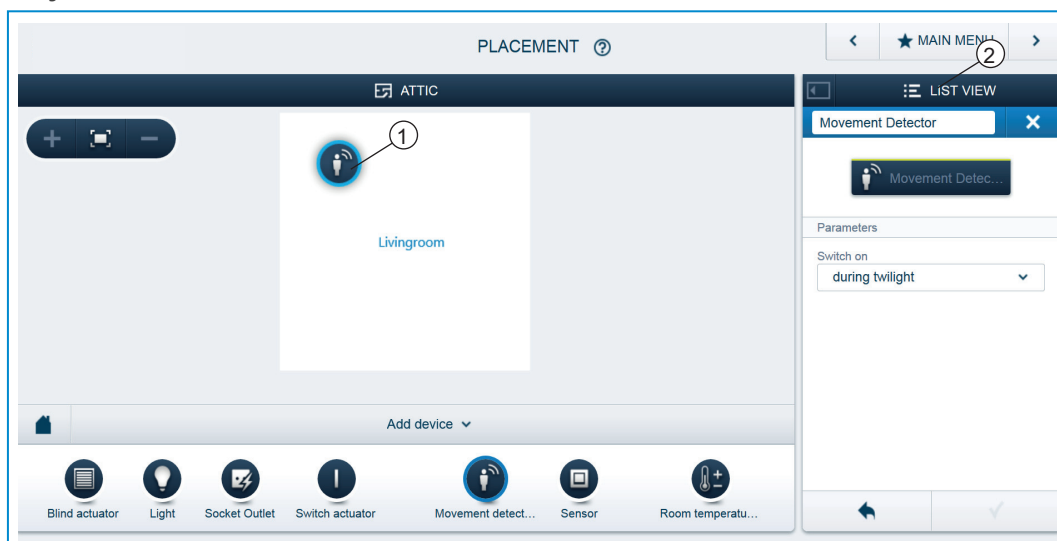 PLACEMENT ?
MAIN MENU
2
ATTIC
LIST VIEW
1
Movement Detector
Movement Detec...
Livingroom
Parameters
Switch on
during twilight
Add device
Blind actuator
Light
Socket Outlet
Switch actuator
Movement detect...
Sensor
Room temperatu...